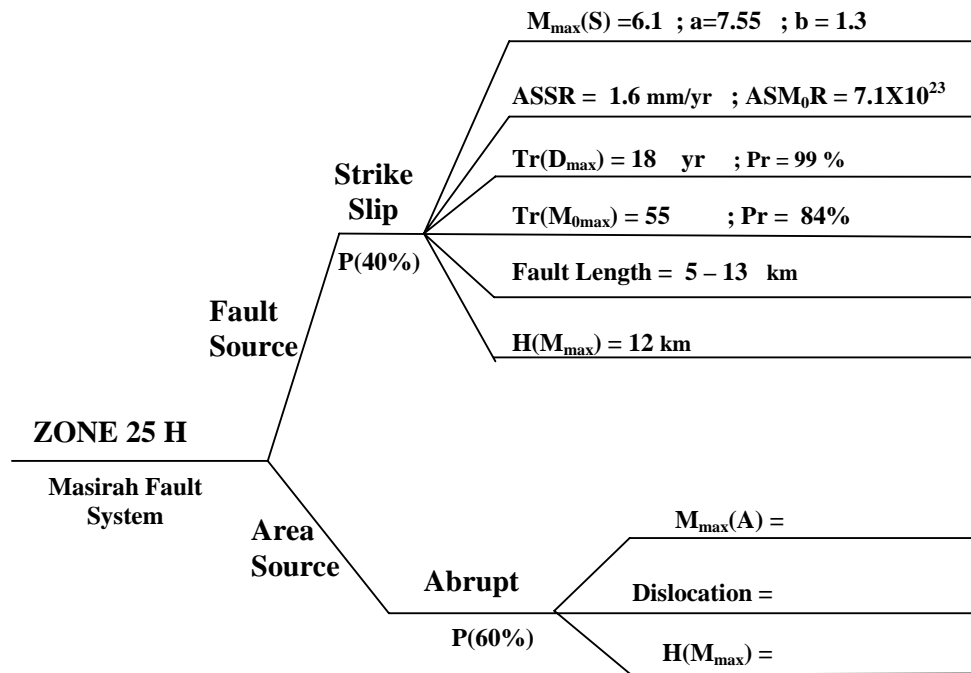 Mmax(S) =6.1 ; a=7.55 ; b = 1.3
ASSR = 1.6 mm/yr ; ASM0R = 7.1X10^23
Tr(Dmax) = 18 yr ; Pr = 99 %
Strike
Slip
Tr(M0max) = 55 ; Pr = 84%
P(40%)
Fault Length = 5 – 13 km
Fault
Source
H(Mmax) = 12 km
ZONE 25 H
Masirah Fault
System
Area
Source
Mmax(A) =
Abrupt
Dislocation =
P(60%)
H(Mmax) =